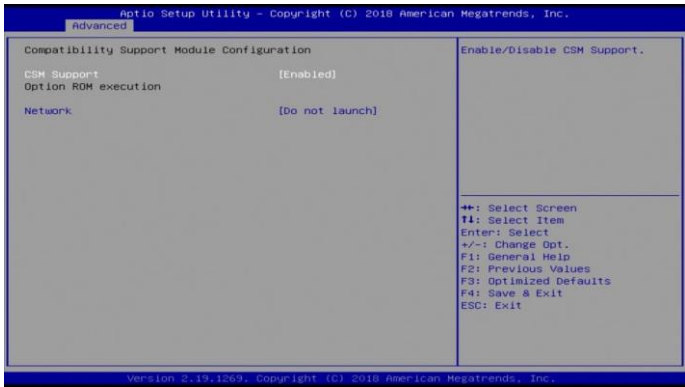 Aptio Setup Utility – Copyright (C) 2018 American Megatrends, Inc.
Advanced
Compatibility Support Module Configuration
CSM Support [Enabled]
Option ROM execution
Network [Do not launch]
Enable/Disable CSM Support.
→←: Select Screen
↑↓: Select Item
Enter: Select
+/-: Change Opt.
F1: General Help
F2: Previous Values
F3: Optimized Defaults
F4: Save & Exit
ESC: Exit
Version 2.19.1269. Copyright (C) 2018 American Megatrends, Inc.